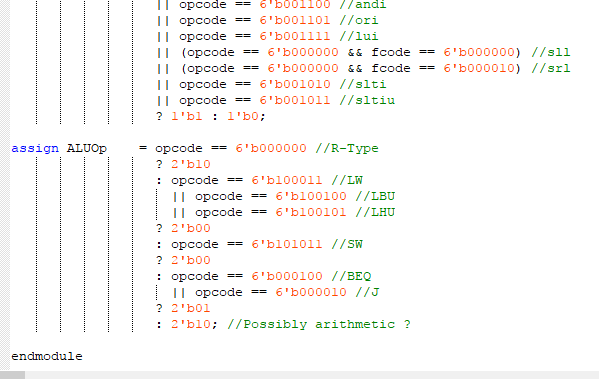 || opcode == 6'b001100 //andi
|| opcode == 6'b001101 //ori
|| opcode == 6'b001111 //lui
|| (opcode == 6'b000000 && fcode == 6'b000000) //sll
|| (opcode == 6'b000000 && fcode == 6'b000010) //srl
|| opcode == 6'b001010 //slti
|| opcode == 6'b001011 //sltiu
? 1'b1 : 1'b0;
assign ALUOp = opcode == 6'b000000 //R-Type
? 2'b10
: opcode == 6'b100011 //LW
|| opcode == 6'b100100 //LBU
|| opcode == 6'b100101 //LHU
? 2'b00
: opcode == 6'b101011 //SW
? 2'b00
: opcode == 6'b000100 //BEQ
|| opcode == 6'b000010 //J
? 2'b01
: 2'b10; //Possibly arithmetic ?
endmodule